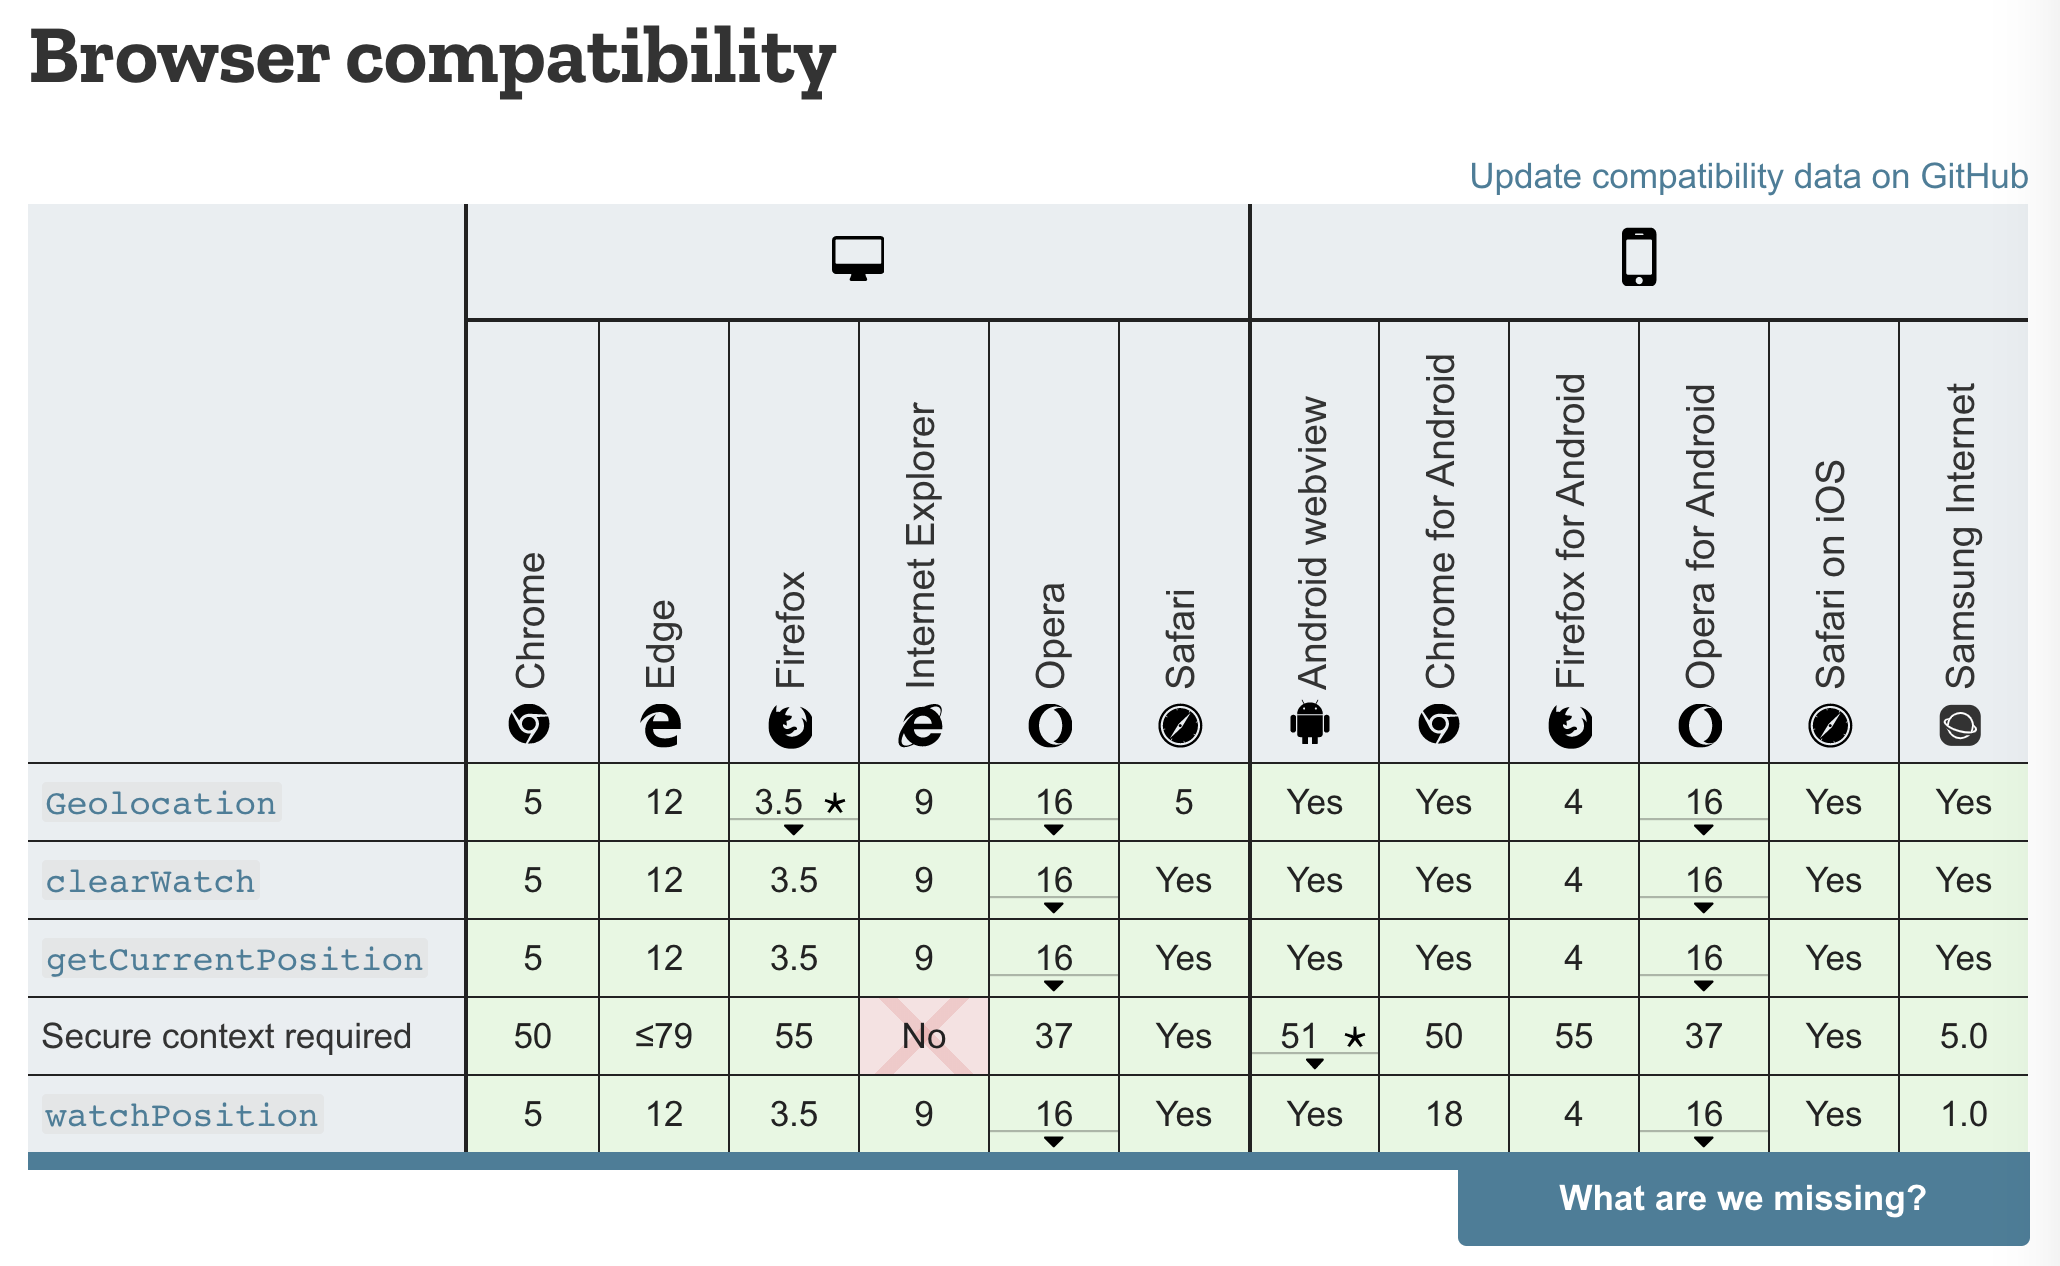 Browser compatibility
Update compatibility data on GitHub
Chrome
Edge
Firefox
Internet Explorer
Opera
Safari
Android webview
Chrome for Android
Firefox for Android
Opera for Android
Safari on iOS
Samsung Internet
Geolocation 5 12 3.5 * 9 16 5 Yes Yes 4 16 Yes Yes
clearWatch 5 12 3.5 9 16 Yes Yes Yes 4 16 Yes Yes
getCurrentPosition 5 12 3.5 9 16 Yes Yes Yes 4 16 Yes Yes
Secure context required 50 ≤79 55 No 37 Yes 51 * 50 55 37 Yes 5.0
watchPosition 5 12 3.5 9 16 Yes Yes 18 4 16 Yes 1.0
What are we missing?